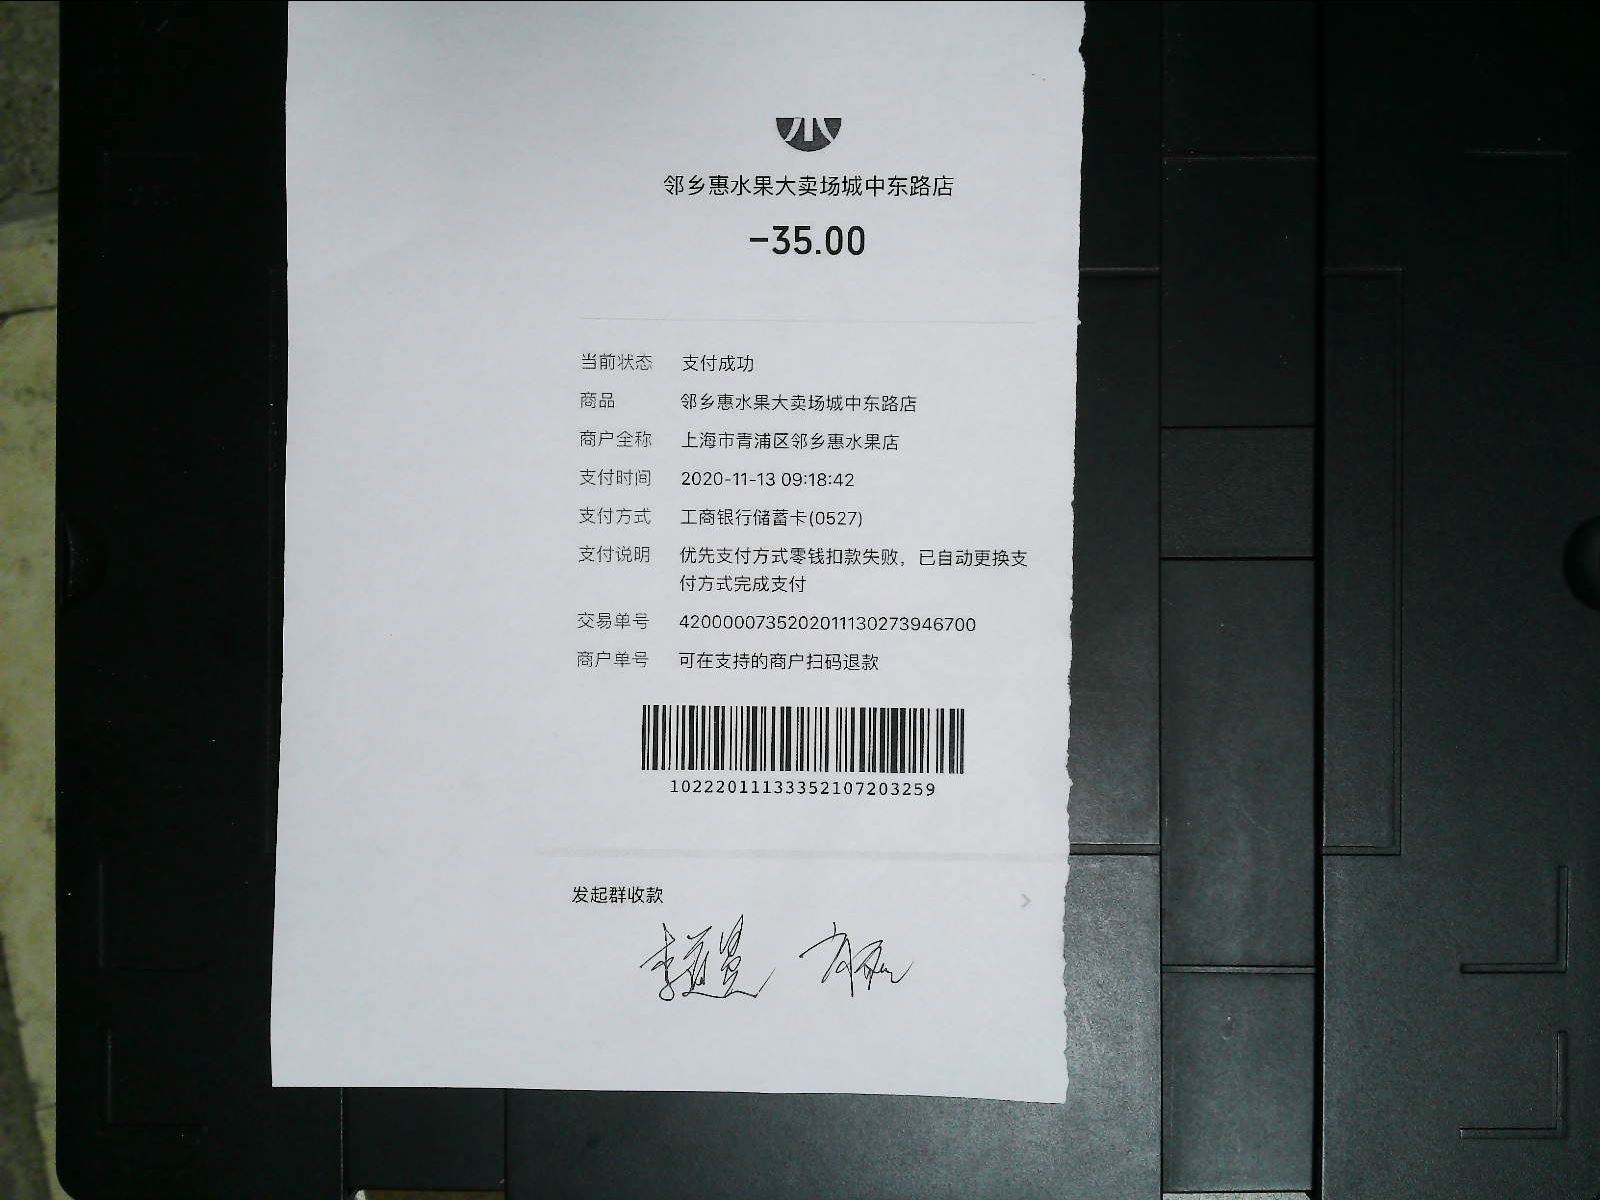 邻乡惠水果大卖场城中东路店
-35.00
当前状态 支付成功
商品 邻乡惠水果大卖场城中东路店
商户全称 上海市青浦区邻乡惠水果店
支付时间 2020-11-13 09:18:42
支付方式 工商银行储蓄卡(0527)
支付说明 优先支付方式零钱扣款失败，已自动更换支
付方式完成支付
交易单号 4200000735202011130273946700
商户单号 可在支持的商户扫码退款
10222011133352107203259
发起群收款